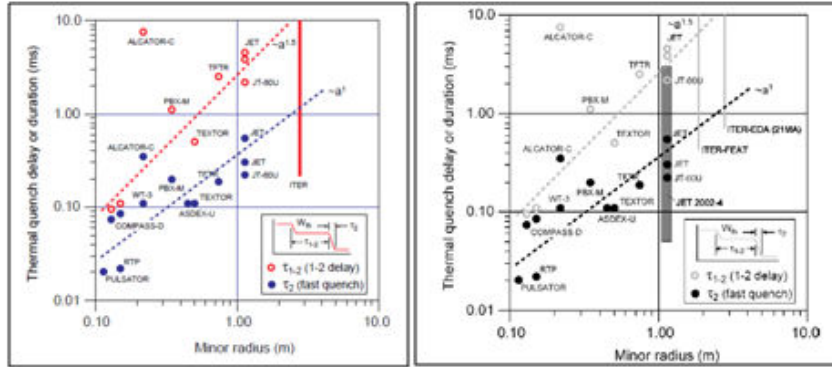 10.0
1.00
0.10
0.01
Thermal quench delay or duration (ms)
ALCATOR-C
JET
~a^1.5
TFTR
JT-60U
PBX-M
~a^1
TEXTOR
ALCATOR-C
JET
JET
PBX-M
TFTR
JT-60U
WT-3
TEXTOR
ITER
ASDEX-U
COMPASS-D
W_th
τ_2
τ_1-2
RTP
PULSATOR
τ_1-2 (1-2 delay)
τ_2 (fast quench)
0.10
1.00
10.0
Minor radius (m)
10.0
1.00
0.10
0.01
Thermal quench delay or duration (ms)
~a^1.5
ALCATOR-C
JET
TFTR
JT-60U
PBX-M
~a^1
TEXTOR
ITER-EDA (21MA)
ALCATOR-C
JET
ITER-FEAT
PBX-M
TFTR
JET
JT-60U
WT-3
TEXTOR
JET 2002-4
ASDEX-U
COMPASS-D
W_th
τ_2
τ_1-2
RTP
PULSATOR
τ_1-2 (1-2 delay)
τ_2 (fast quench)
0.10
1.00
10.0
Minor radius (m)